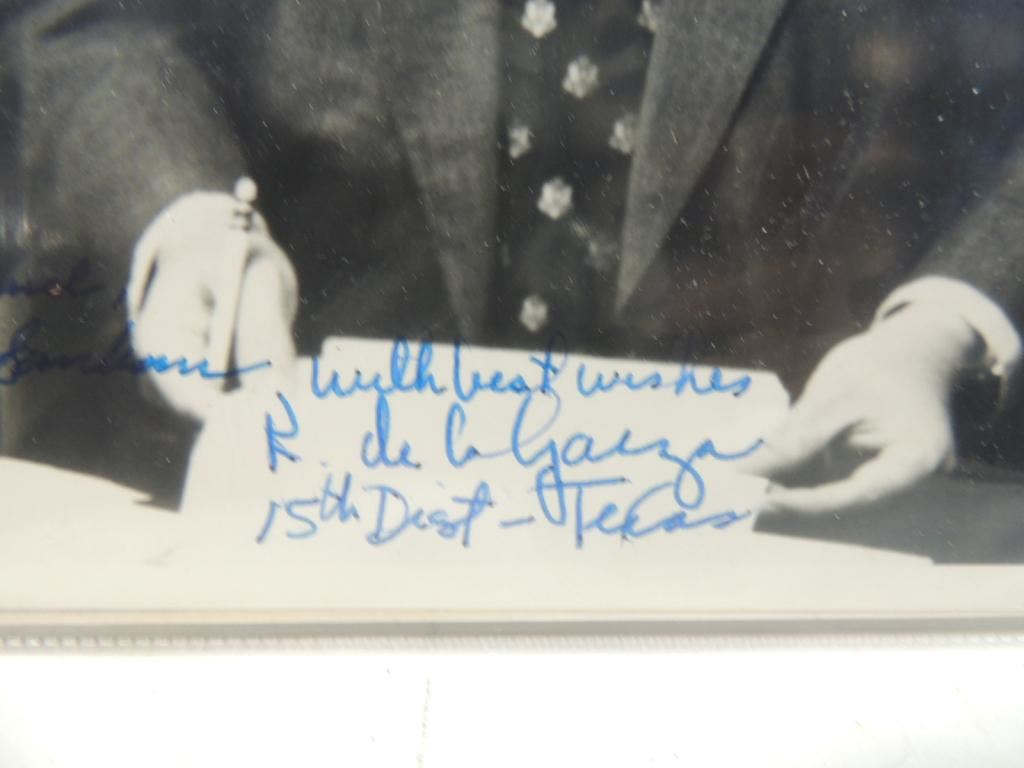 with best wishes
R. de la Garza
15th Dist - Texas